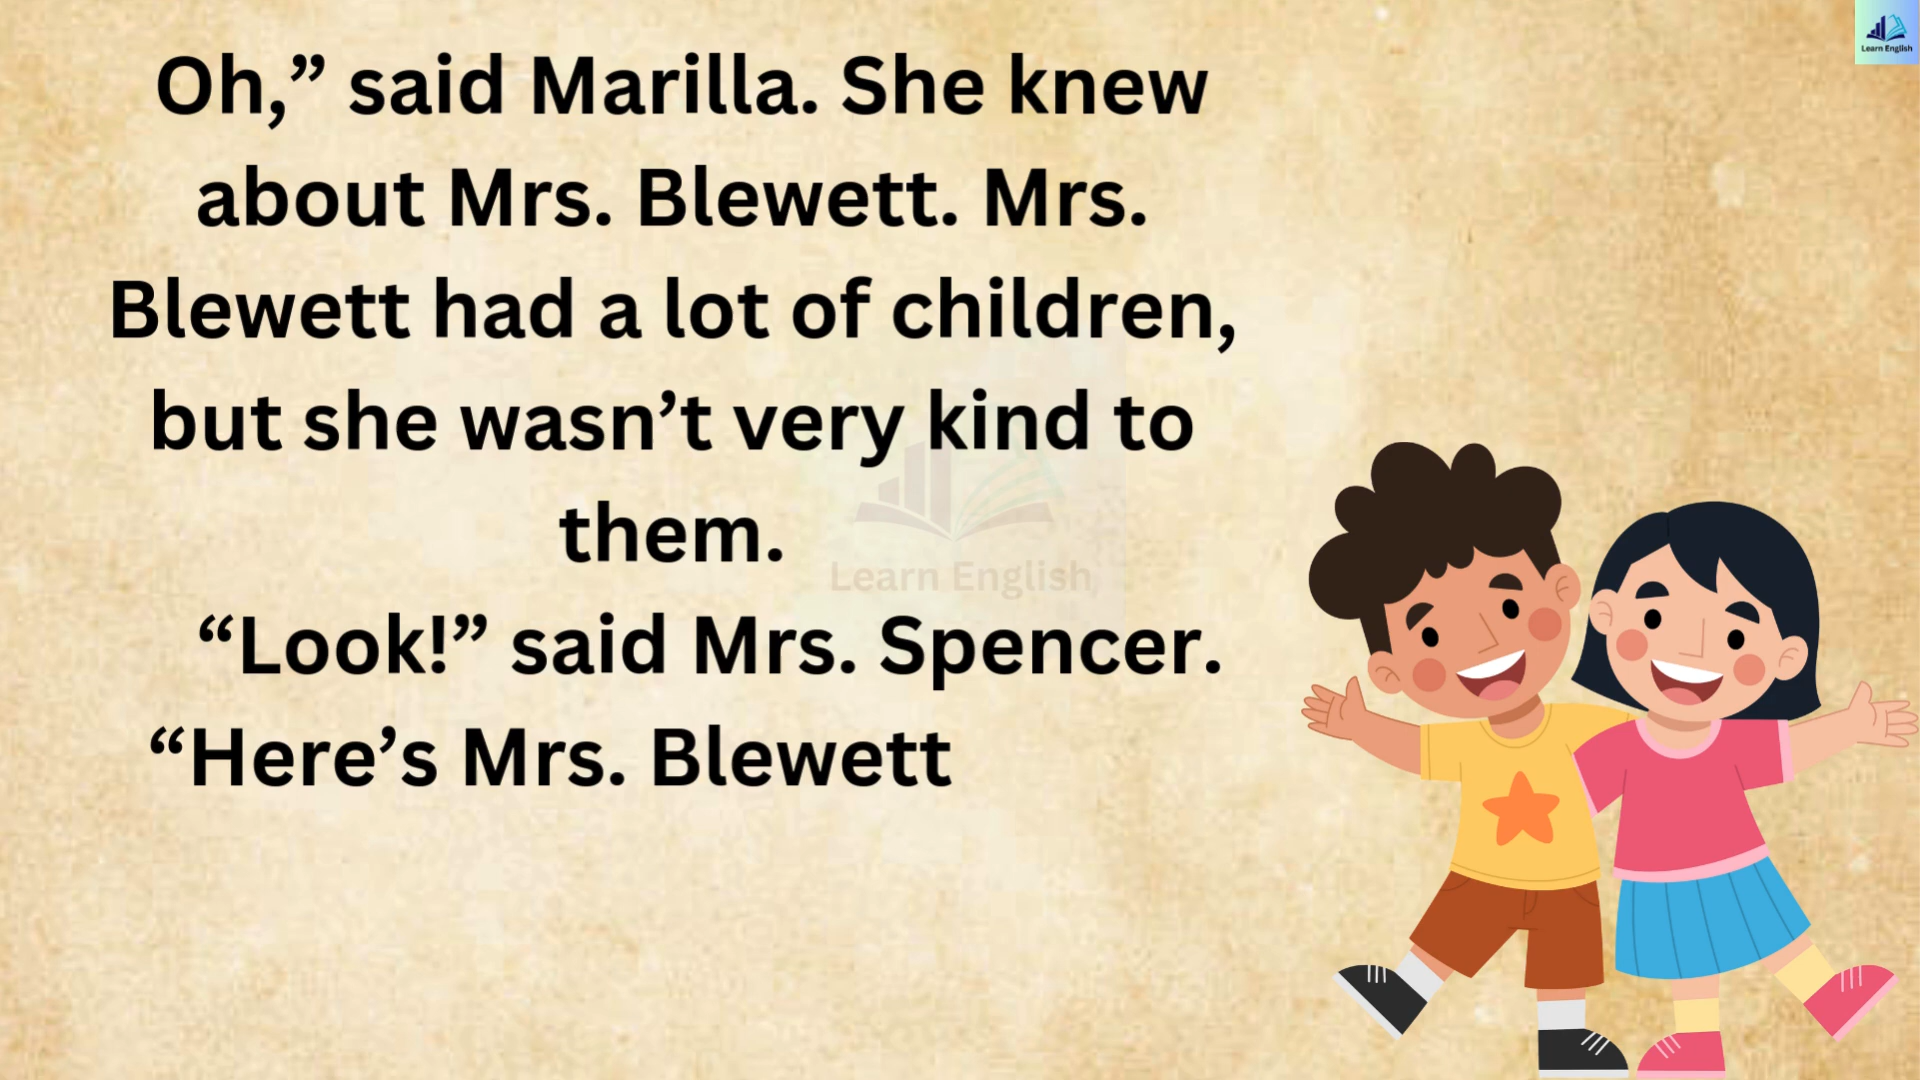 Oh,” said Marilla. She knew
about Mrs. Blewett. Mrs.
Blewett had a lot of children,
but she wasn’t very kind to
them.
“Look!” said Mrs. Spencer.
“Here’s Mrs. Blewett
Learn English
Learn English